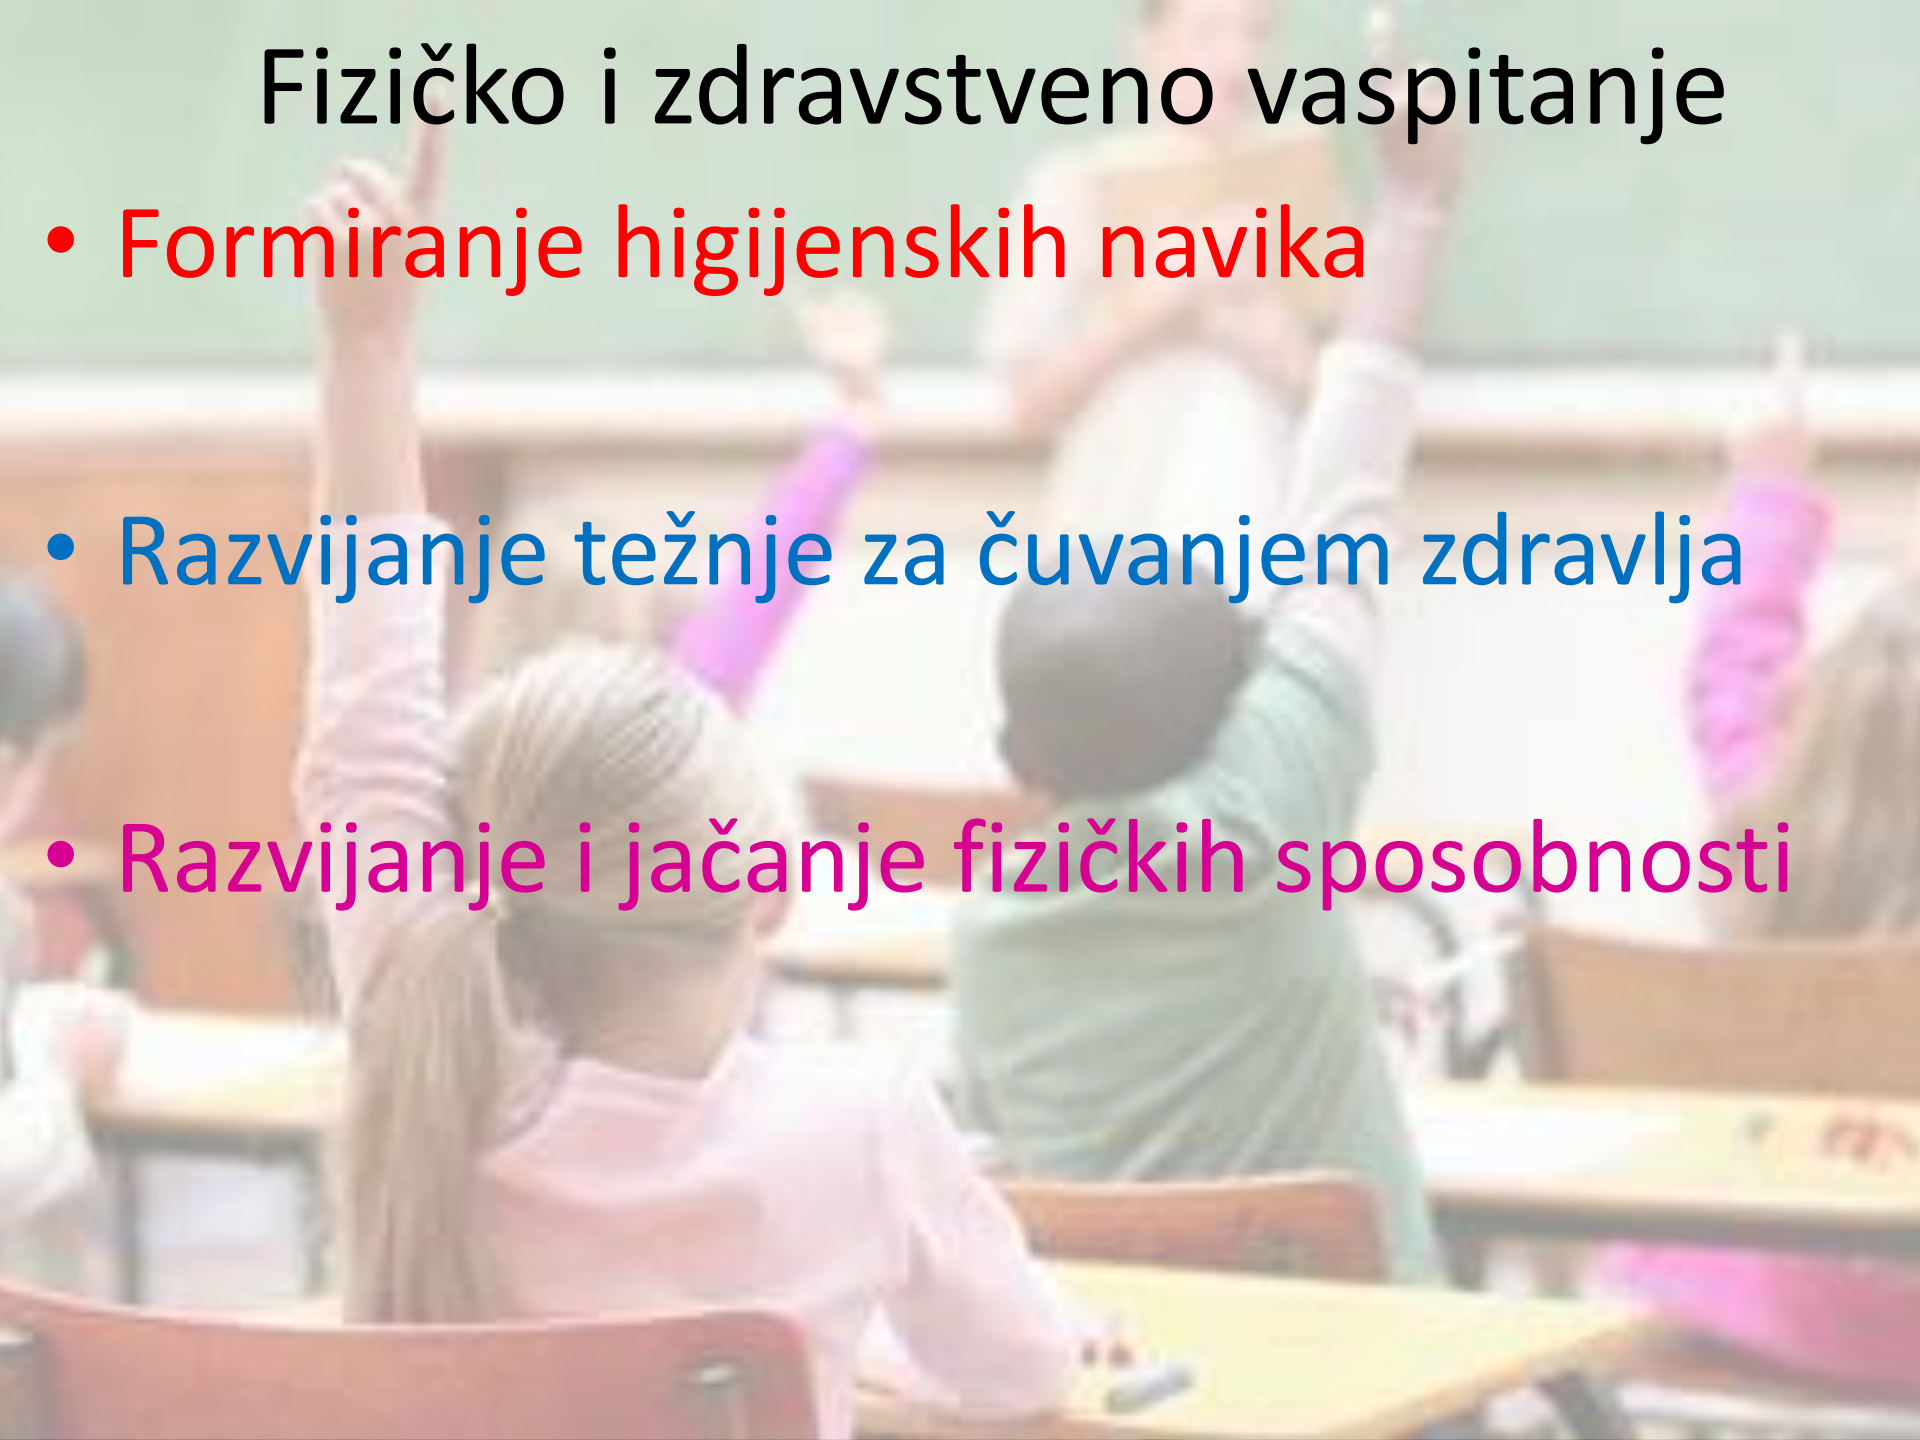 Fizičko i zdravstveno vaspitanje
• Formiranje higijenskih navika
• Razvijanje težnje za čuvanjem zdravlja
• Razvijanje i jačanje fizičkih sposobnosti